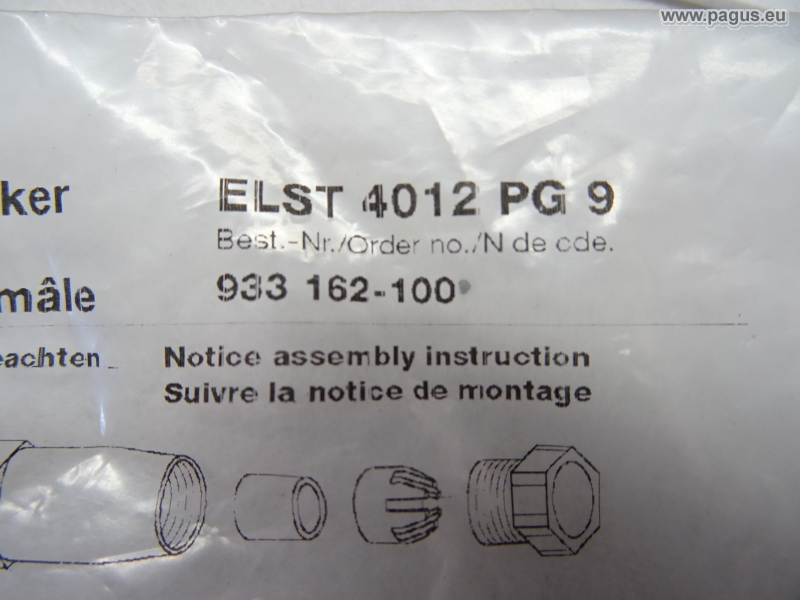 www.pagus.eu
ker
ELST 4012 PG 9
Best.-Nr./Order no./N de cde.
mâle
933 162-100
eachten
Notice assembly instruction
Suivre la notice de montage